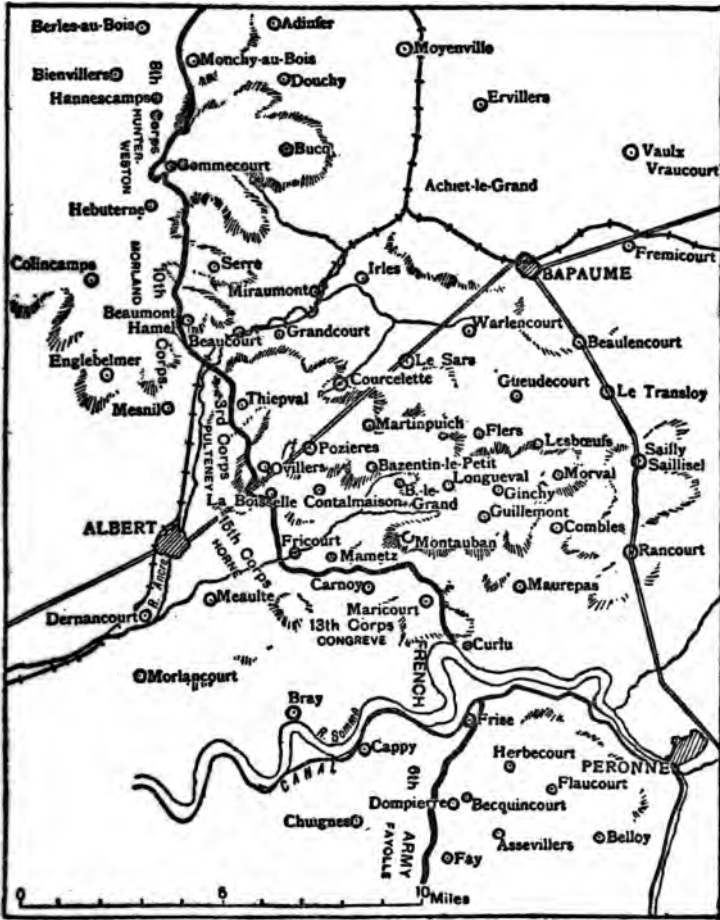 Berles-au-Bois
Adinfer
Monchy-au-Bois
Moyenville
Bienvillers
Douchy
Hannescamps
Ervillers
8th Corps
HUNTER-
WESTON
Bucq
Vaulx
Vraucourt
Gommecourt
Achiet-le-Grand
Hebuterne
Fremicourt
Colincamps
10th Corps
MORLAND
Serre
Irles
BAPAUME
Miraumont
Beaumont
Hamel
Beaucourt
Grandcourt
Warlencourt
Beaulencourt
Englebelmer
Le Sars
Courcelette
Gueudecourt
Le Transloy
Mesnil
Thiepval
3rd Corps
PULTENEY
Martinpuich
Flers
Lesbœufs
Pozieres
Sailly
Saillisel
Ovillers
Bazentin-le-Petit
Longueval
Morval
La Boisselle
Contalmaison
B.-le-
Grand
Ginchy
Guillemont
ALBERT
15th Corps
HORNE
Fricourt
Montauban
Combles
Mametz
Rancourt
R. Ancre
Meaulte
Carnoy
Maurepas
Dernancourt
Maricourt
13th Corps
CONGREVE
Curlu
FRENCH
Morlancourt
Bray
R. Somme
Frise
Cappy
CANAL
Herbecourt
PERONNE
6th
ARMY
FAYOLLE
Flaucourt
Dompierre
Becquincourt
Chuignes
Assevillers
Belloy
Fay
0
5
10
Miles